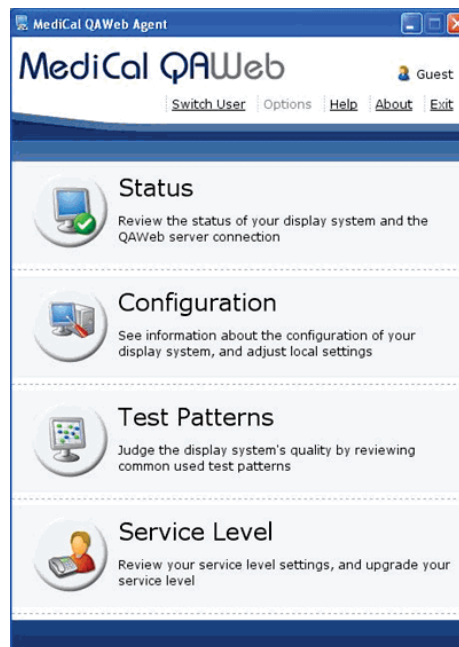 MediCal QAWeb Agent
MediCal QAWeb
Guest
Switch User Options Help About Exit
Status
Review the status of your display system and the
QAWeb server connection
Configuration
See information about the configuration of your
display system, and adjust local settings
Test Patterns
Judge the display system's quality by reviewing
common used test patterns
Service Level
Review your service level settings, and upgrade your
service level